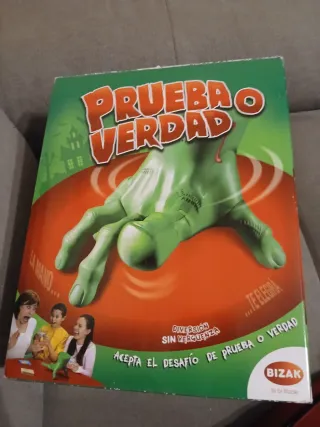 PRUEBA O
VERDAD
LA MANO...
...TE ELEGIRÁ
DIVERSIÓN
SIN VERGÜENZA
ACEPTA EL DESAFÍO DE PRUEBA O VERDAD
BIZAK